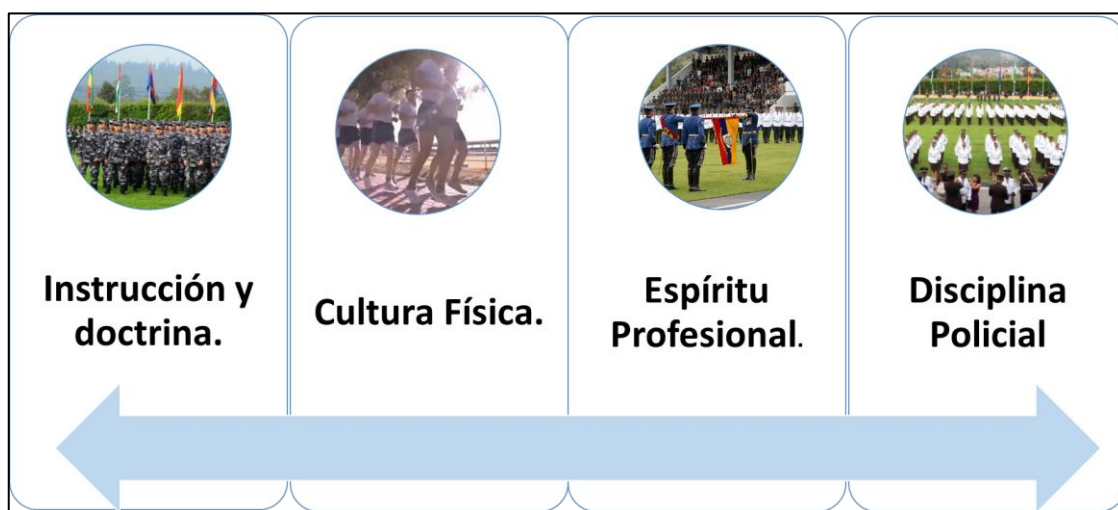 Instrucción y
doctrina.
Cultura Física.
Espíritu
Profesional.
Disciplina
Policial